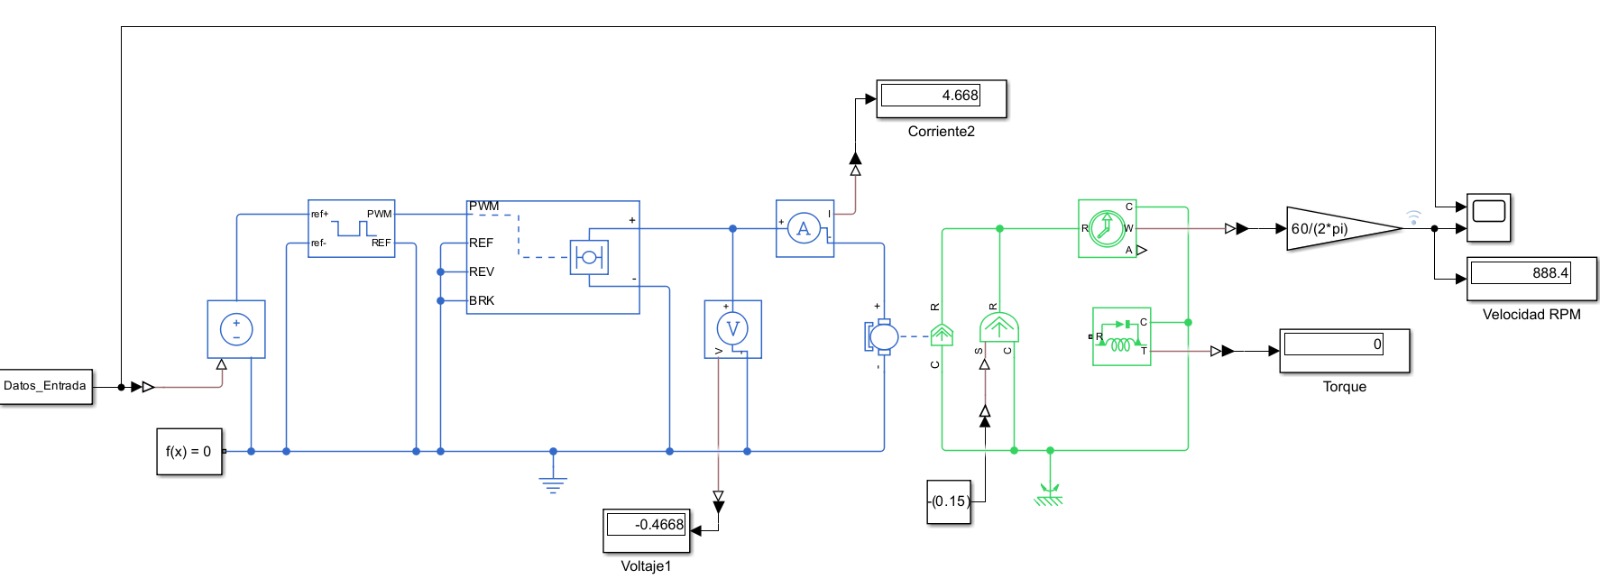 4.668
Corriente2
ref+
PWM
ref-
REF
PWM
REF
REV
BRK
+
-
+
A
I
-
+
V
-
V
+
-
R
C
R
S
C
R
C
W
A
60/(2*pi)
888.4
Velocidad RPM
R
C
T
0
Torque
+
-
Datos_Entrada
f(x) = 0
-(0.15)
-0.4668
Voltaje1